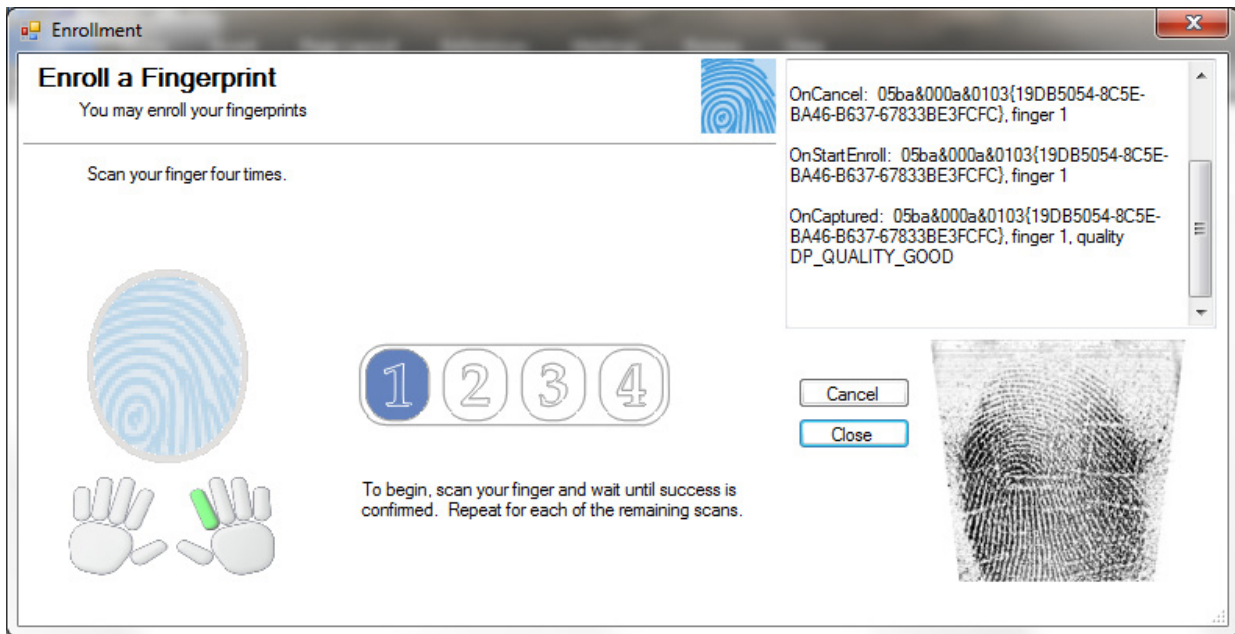 Enrollment
Enroll a Fingerprint
You may enroll your fingerprints
Scan your finger four times.
1 2 3 4
To begin, scan your finger and wait until success is
confirmed. Repeat for each of the remaining scans.
OnCancel: 05ba&000a&0103{19DB5054-8C5E-
BA46-B637-67833BE3FCFC}, finger 1
OnStartEnroll: 05ba&000a&0103{19DB5054-8C5E-
BA46-B637-67833BE3FCFC}, finger 1
OnCaptured: 05ba&000a&0103{19DB5054-8C5E-
BA46-B637-67833BE3FCFC}, finger 1, quality
DP_QUALITY_GOOD
Cancel
Close